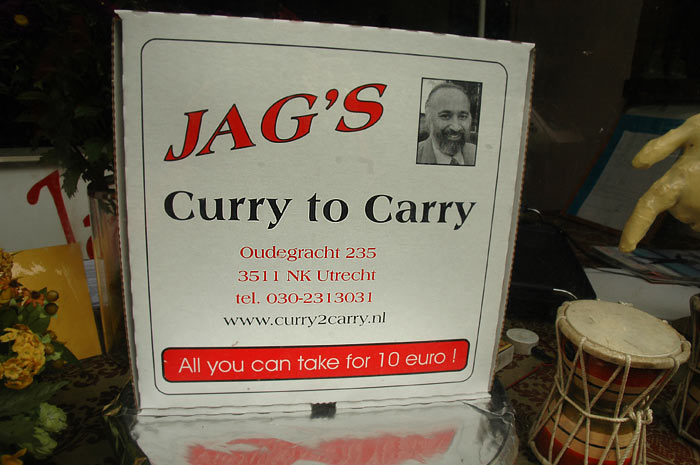 JAG'S
Curry to Carry
Oudegracht 235
3511 NK Utrecht
tel. 030-2313031
www.curry2carry.nl
All you can take for 10 euro !